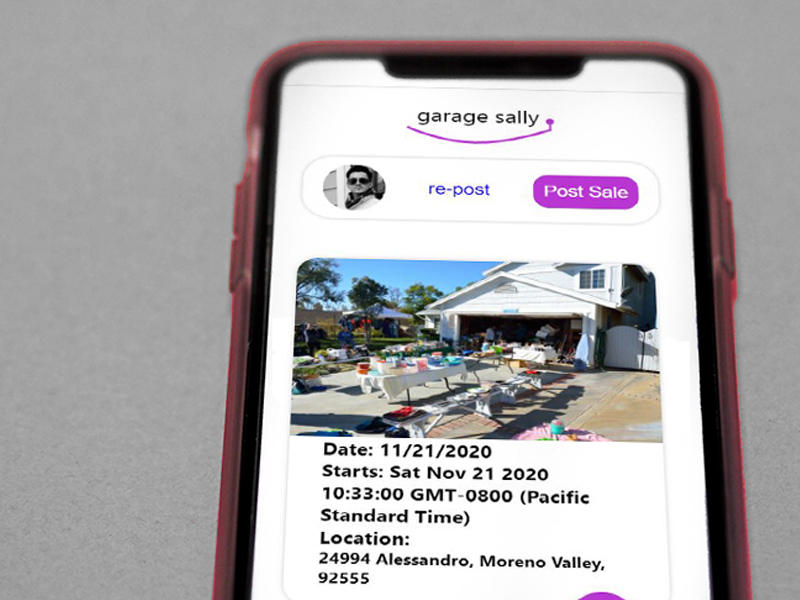 garage sally
re-post
Post Sale
Date: 11/21/2020
Starts: Sat Nov 21 2020
10:33:00 GMT-0800 (Pacific
Standard Time)
Location:
24994 Alessandro, Moreno Valley,
92555